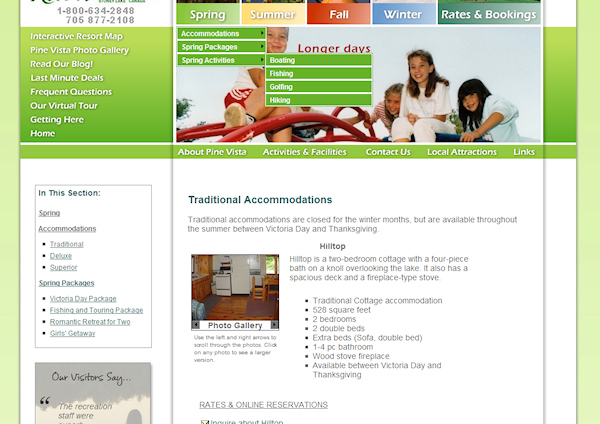 STONEY LAKE, CANADA
1-800-634-2848
705 877-2108
Spring
Summer
Fall
Winter
Rates & Bookings
Interactive Resort Map
Pine Vista Photo Gallery
Read Our Blog!
Last Minute Deals
Frequent Questions
Our Virtual Tour
Getting Here
Home
Accommodations
Spring Packages
Spring Activities
Boating
Fishing
Golfing
Hiking
Longer days
About Pine Vista
Activities & Facilities
Contact Us
Local Attractions
Links
In This Section:
Spring
Accommodations
Traditional
Deluxe
Superior
Spring Packages
Victoria Day Package
Fishing and Touring Package
Romantic Retreat for Two
Girls' Getaway
Our Visitors Say...
“ The recreation
staff were
Traditional Accommodations
Traditional accommodations are closed for the winter months, but are available throughout
the summer between Victoria Day and Thanksgiving.
Hilltop
Hilltop is a two-bedroom cottage with a four-piece
bath on a knoll overlooking the lake. It also has a
spacious deck and a fireplace-type stove.
Photo Gallery
Use the left and right arrows to
scroll through the photos. Click
on any photo to see a larger
version.
Traditional Cottage accommodation
528 square feet
2 bedrooms
2 double beds
Extra beds (Sofa, double bed)
1-4 pc bathroom
Wood stove fireplace
Available between Victoria Day and
Thanksgiving
RATES & ONLINE RESERVATIONS
Inquire about Hilltop